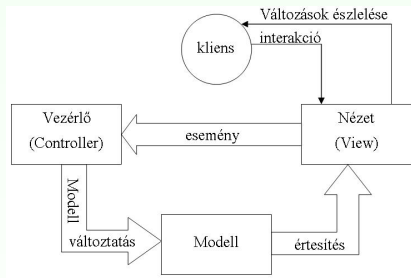 Változások észlelése
interakció
kliens
Vezérlő
(Controller)
esemény
Nézet
(View)
Modell
változtatás
Modell
értesítés